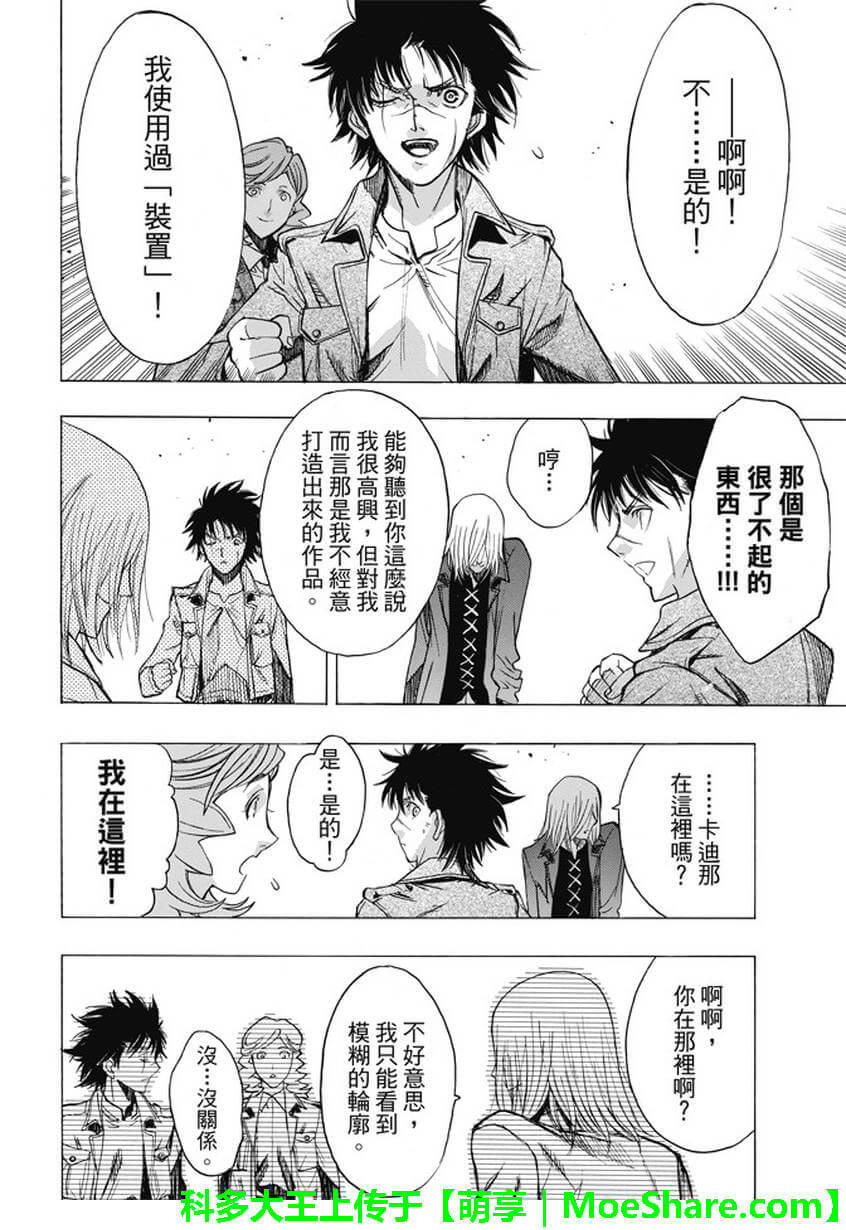 ——啊啊！
不……是的！
我使用過「裝置」！
那個是
很了不起的
東西……!!!
哼…
能夠聽到你這麼說
我很高興，但對我
而言那是我不經意
打造出來的作品。
……卡迪那
在這裡嗎？
是…是的！
我在這裡！
啊啊，
你在那裡啊？
不好意思，
我只能看到
模糊的輪廓。
沒…沒關係。
科多大王上传于【萌享｜MoeShare.com】